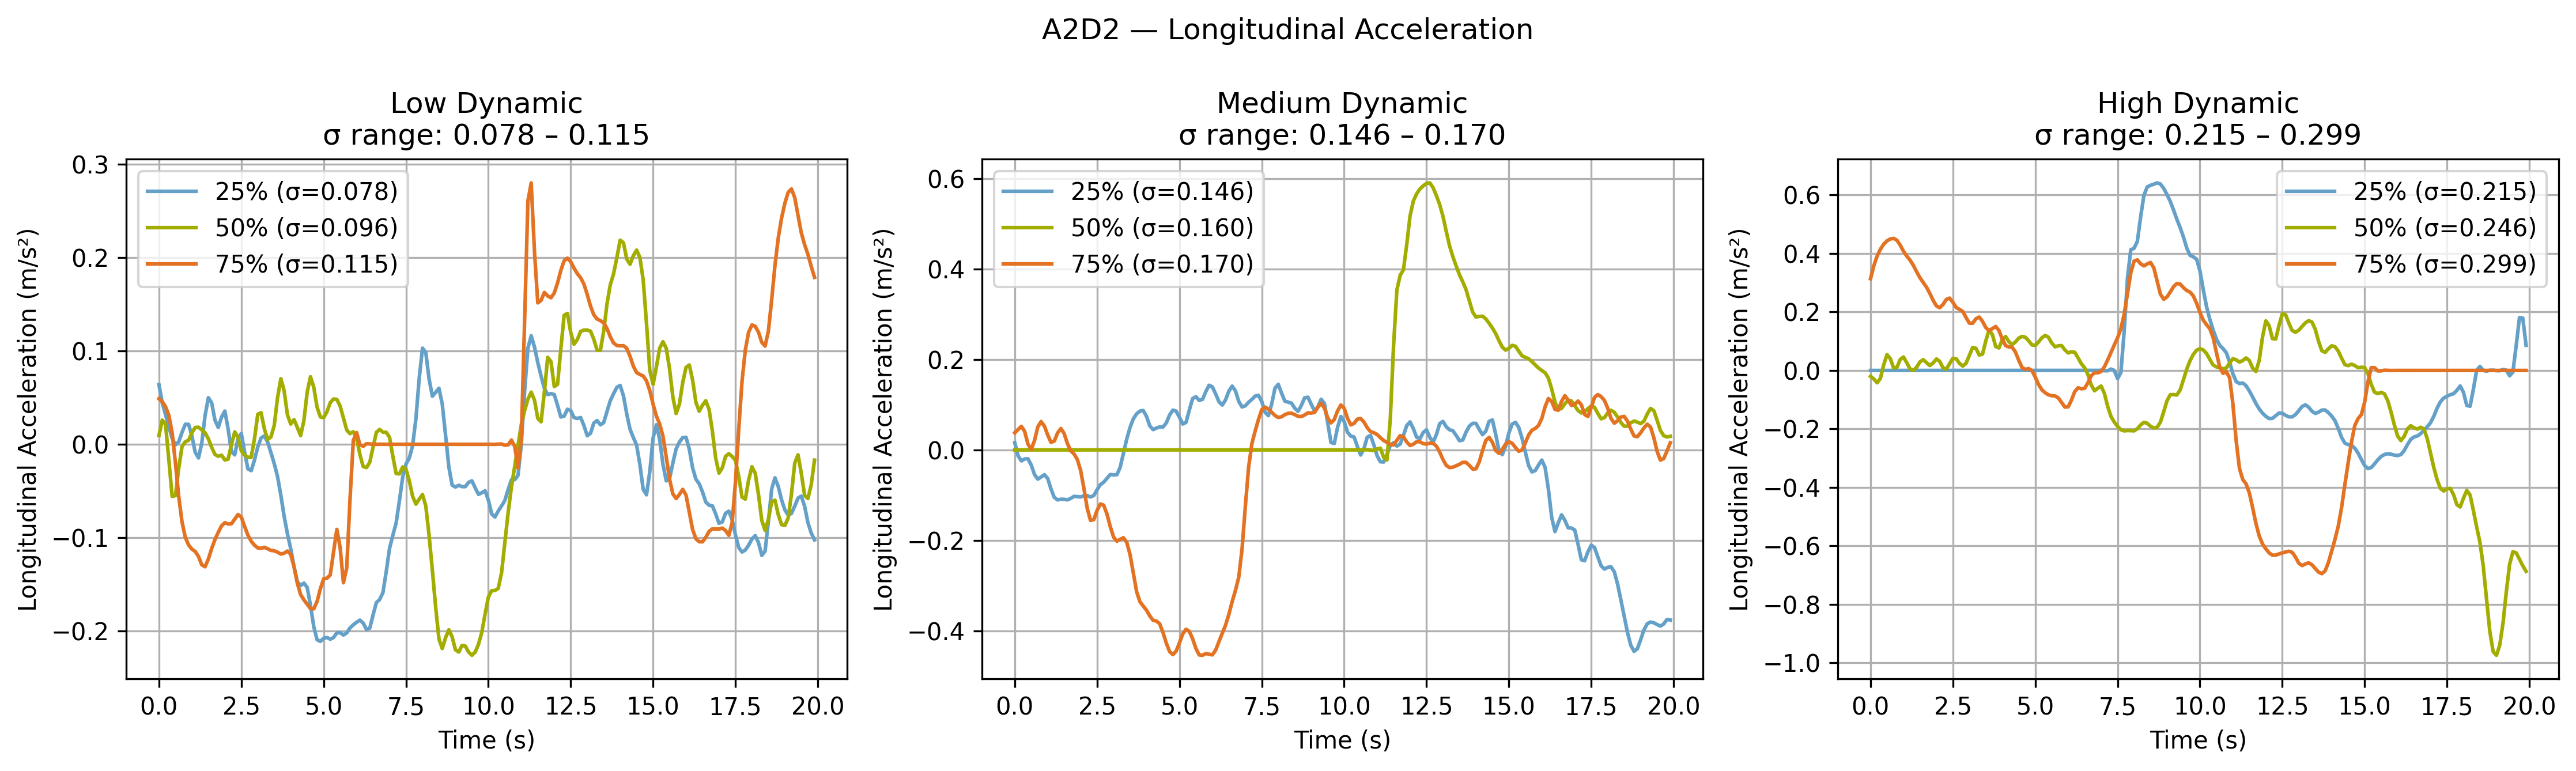 A2D2 — Longitudinal Acceleration
Low Dynamic
σ range: 0.078 – 0.115
Longitudinal Acceleration (m/s²)
0.3
0.2
0.1
0.0
−0.1
−0.2
25% (σ=0.078)
50% (σ=0.096)
75% (σ=0.115)
0.0 2.5 5.0 7.5 10.0 12.5 15.0 17.5 20.0
Time (s)
Medium Dynamic
σ range: 0.146 – 0.170
Longitudinal Acceleration (m/s²)
0.6
0.4
0.2
0.0
−0.2
−0.4
25% (σ=0.146)
50% (σ=0.160)
75% (σ=0.170)
0.0 2.5 5.0 7.5 10.0 12.5 15.0 17.5 20.0
Time (s)
High Dynamic
σ range: 0.215 – 0.299
Longitudinal Acceleration (m/s²)
0.6
0.4
0.2
0.0
−0.2
−0.4
−0.6
−0.8
−1.0
25% (σ=0.215)
50% (σ=0.246)
75% (σ=0.299)
0.0 2.5 5.0 7.5 10.0 12.5 15.0 17.5 20.0
Time (s)